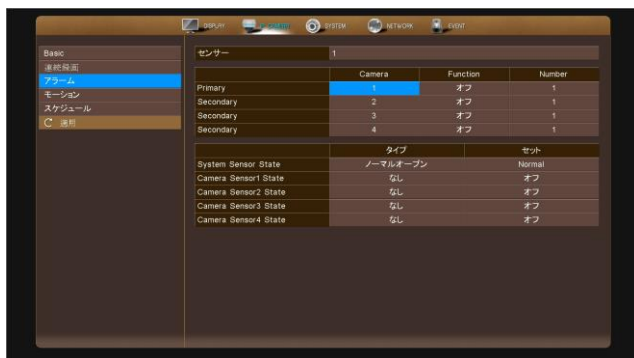 DISPLAY SYSTEM NETWORK EVENT
Basic
連続録画
アラーム
モーション
スケジュール
適用
センサー 1
Camera Function Number
Primary 1 オフ 1
Secondary 2 オフ 1
Secondary 3 オフ 1
Secondary 4 オフ 1
タイプ セット
System Sensor State ノーマルオープン Normal
Camera Sensor1 State なし オフ
Camera Sensor2 State なし オフ
Camera Sensor3 State なし オフ
Camera Sensor4 State なし オフ